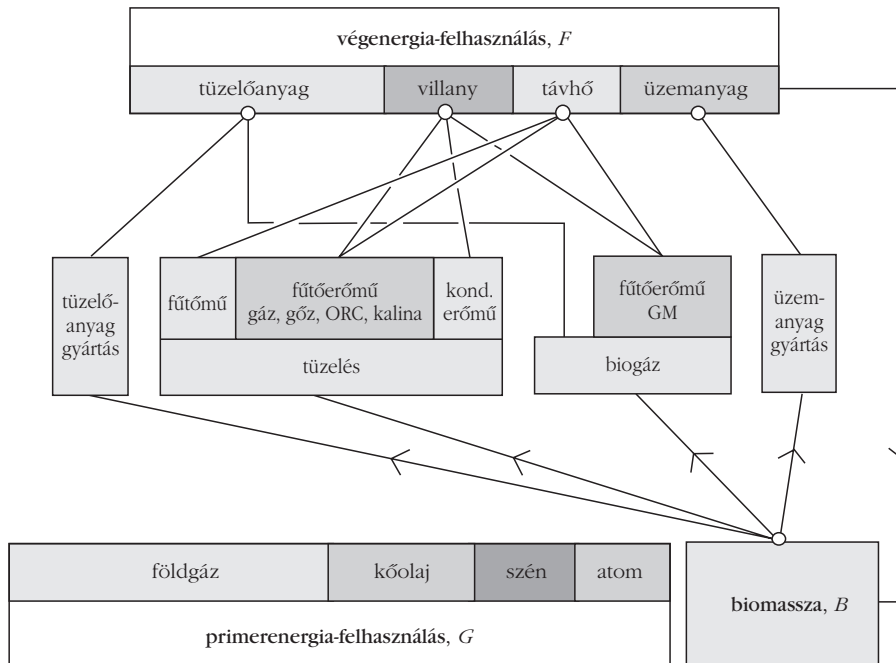 végenergia-felhasználás, F
tüzelőanyag
villany
távhő
üzemanyag
tüzelő-
anyag
gyártás
fűtőmű
fűtőerőmű
gáz, gőz, ORC, kalina
kond.
erőmű
tüzelés
fűtőerőmű
GM
biogáz
üzem-
anyag
gyártás
földgáz
kőolaj
szén
atom
primerenergia-felhasználás, G
biomassza, B